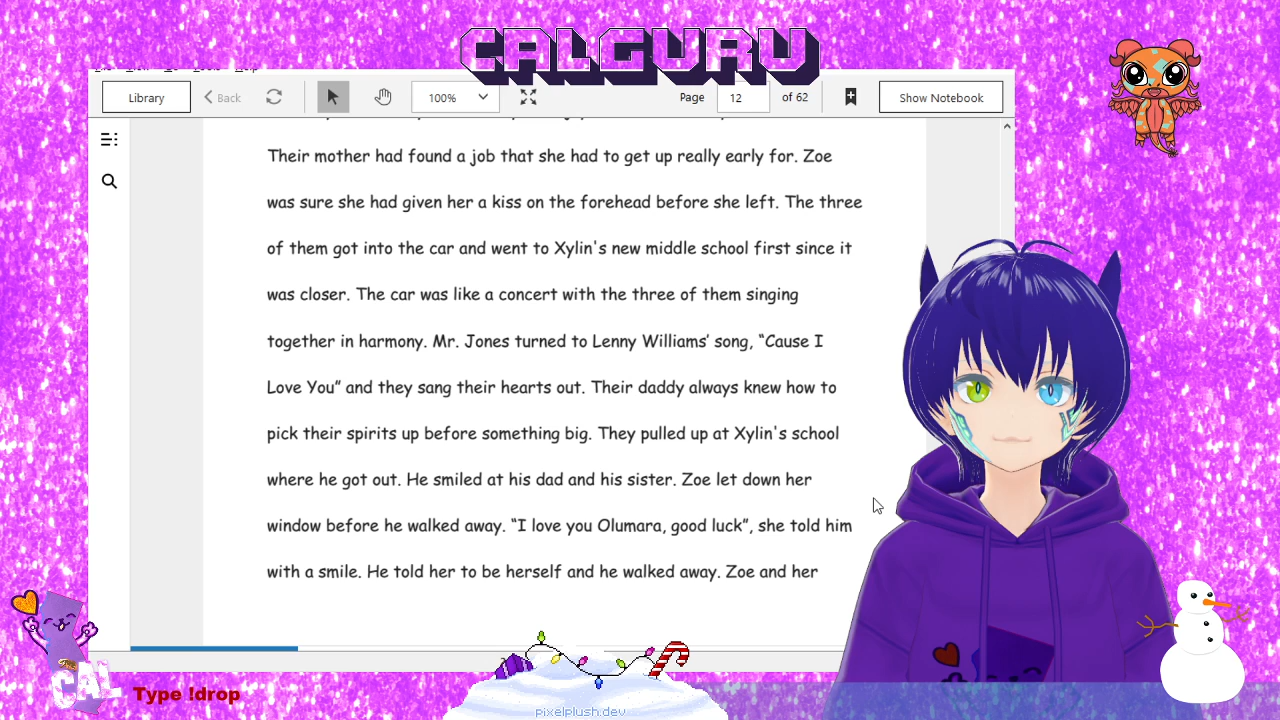 CALGURU
Library
Back
100%
Page
12
of 62
Show Notebook
Their mother had found a job that she had to get up really early for. Zoe
was sure she had given her a kiss on the forehead before she left. The three
of them got into the car and went to Xylin's new middle school first since it
was closer. The car was like a concert with the three of them singing
together in harmony. Mr. Jones turned to Lenny Williams’ song, “Cause I
Love You” and they sang their hearts out. Their daddy always knew how to
pick their spirits up before something big. They pulled up at Xylin's school
where he got out. He smiled at his dad and his sister. Zoe let down her
window before he walked away. “I love you Olumara, good luck”, she told him
with a smile. He told her to be herself and he walked away. Zoe and her
CAL
Type !drop
pixelplush.dev